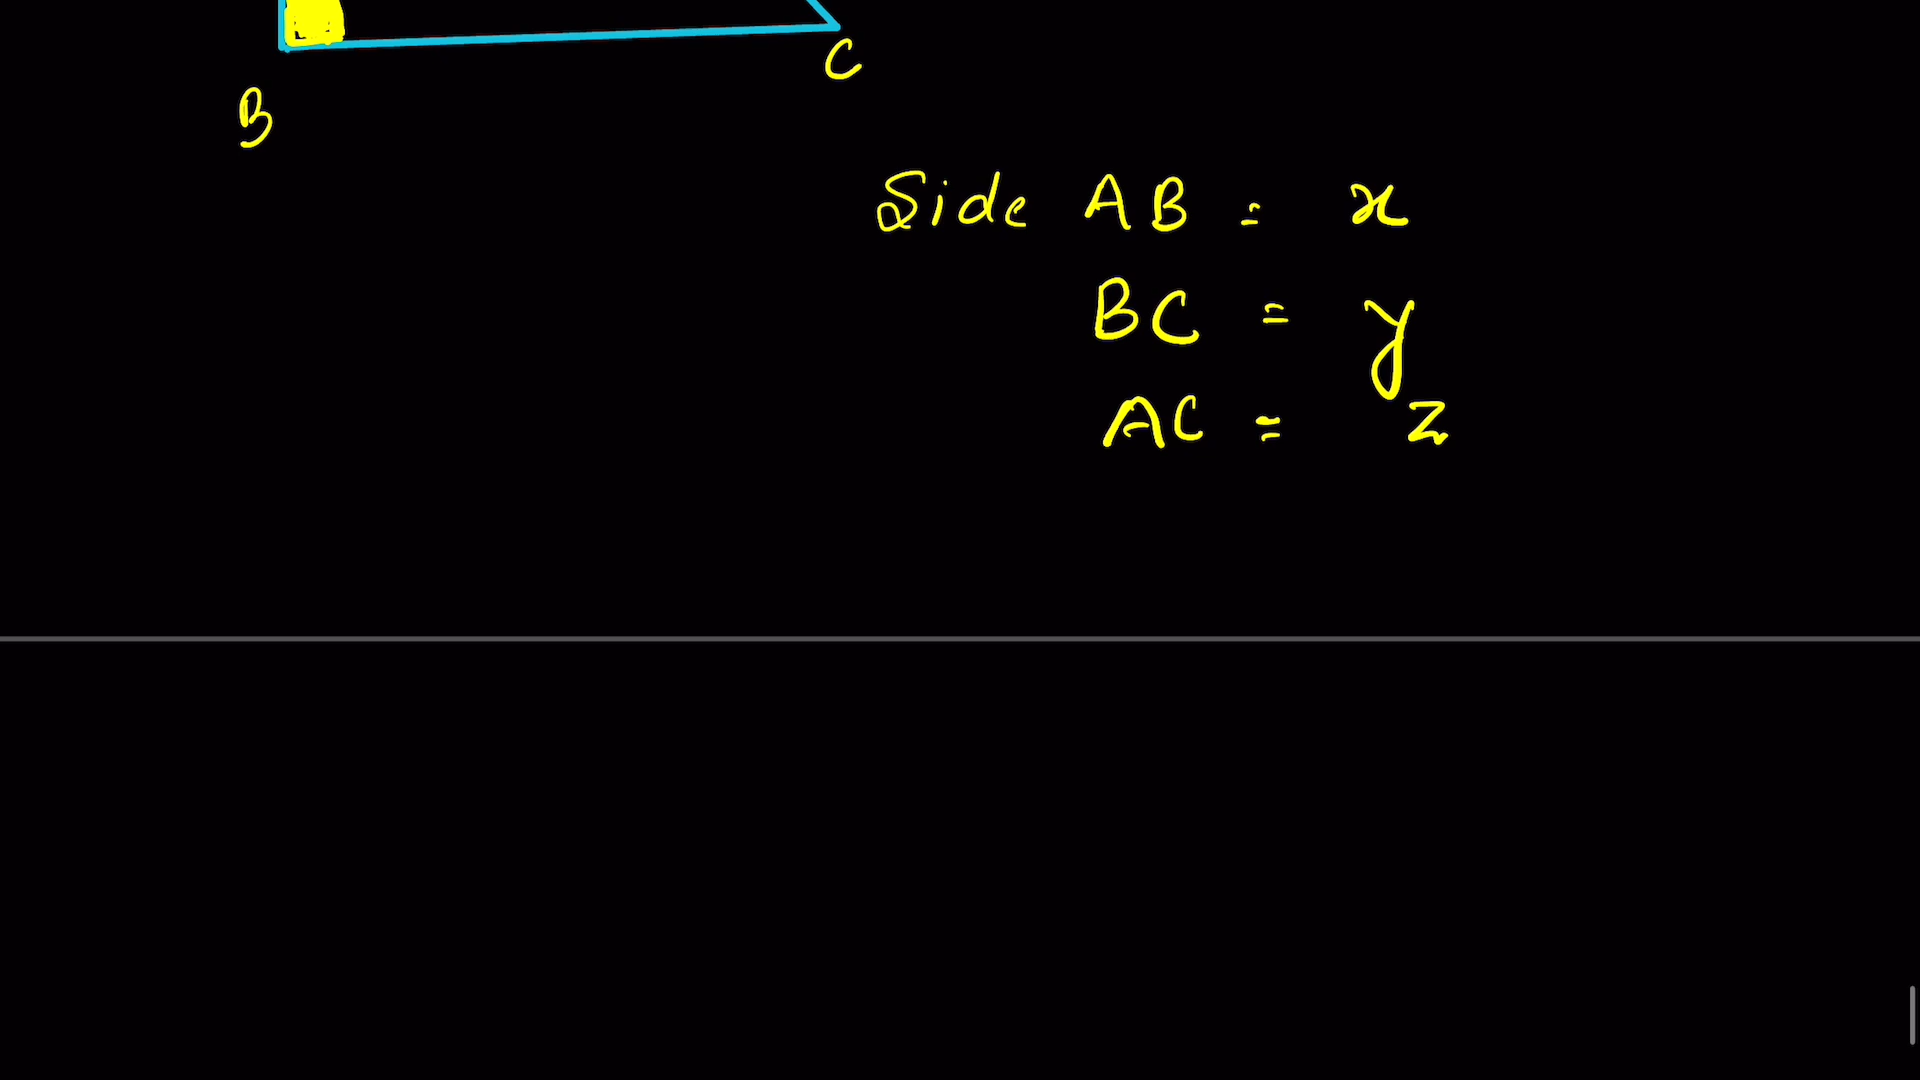 C
B
Side AB = x
BC = y
AC = z